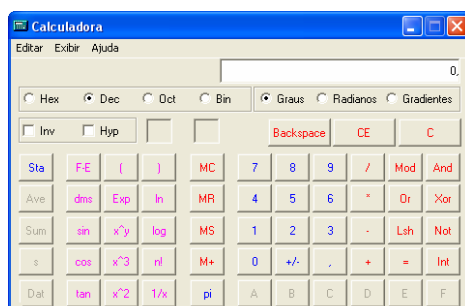 Calculadora
Editar Exibir Ajuda
0,
Hex Dec Oct Bin Graus Radianos Gradientes
Inv Hyp Backspace CE C
Sta F-E ( ) MC 7 8 9 / Mod And
Ave dms Exp ln MR 4 5 6 * Or Xor
Sum sin x^y log MS 1 2 3 - Lsh Not
s cos x^3 n! M+ 0 +/- , + = Int
Dat tan x^2 1/x pi A B C D E F